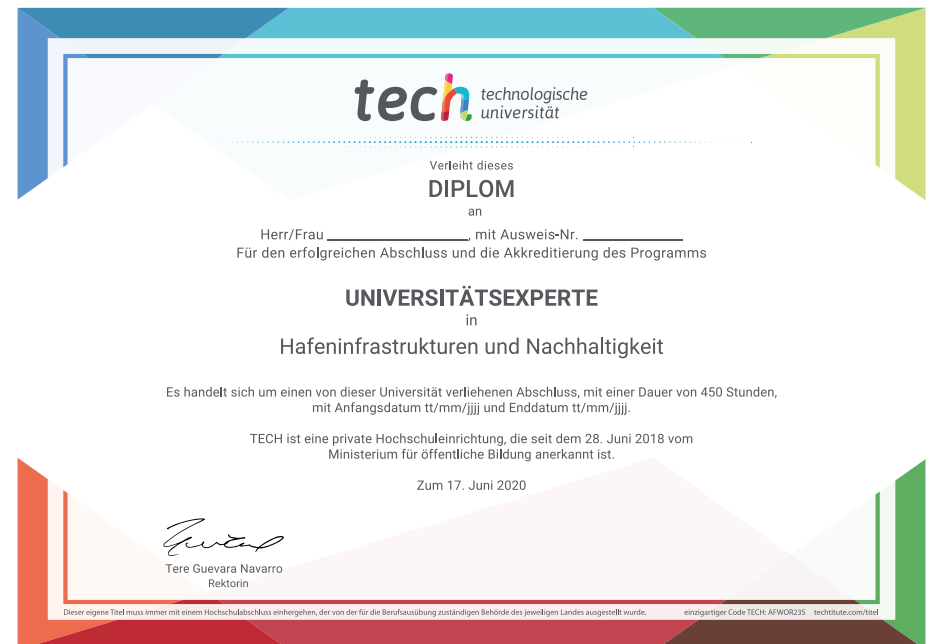 tech technologische
universität
Verleiht dieses
DIPLOM
an
Herr/Frau ____________________, mit Ausweis-Nr. ______________
Für den erfolgreichen Abschluss und die Akkreditierung des Programms
UNIVERSITÄTSEXPERTE
in
Hafeninfrastrukturen und Nachhaltigkeit
Es handelt sich um einen von dieser Universität verliehenen Abschluss, mit einer Dauer von 450 Stunden,
mit Anfangsdatum tt/mm/jjjj und Enddatum tt/mm/jjjj.
TECH ist eine private Hochschuleinrichtung, die seit dem 28. Juni 2018 vom
Ministerium für öffentliche Bildung anerkannt ist.
Zum 17. Juni 2020
Tere Guevara Navarro
Rektorin
Dieser eigene Titel muss immer mit einem Hochschulabschluss einhergehen, der von der für die Berufsausübung zuständigen Behörde des jeweiligen Landes ausgestellt wurde. einzigartiger Code TECH: AFWOR23S techtitute.com/titel